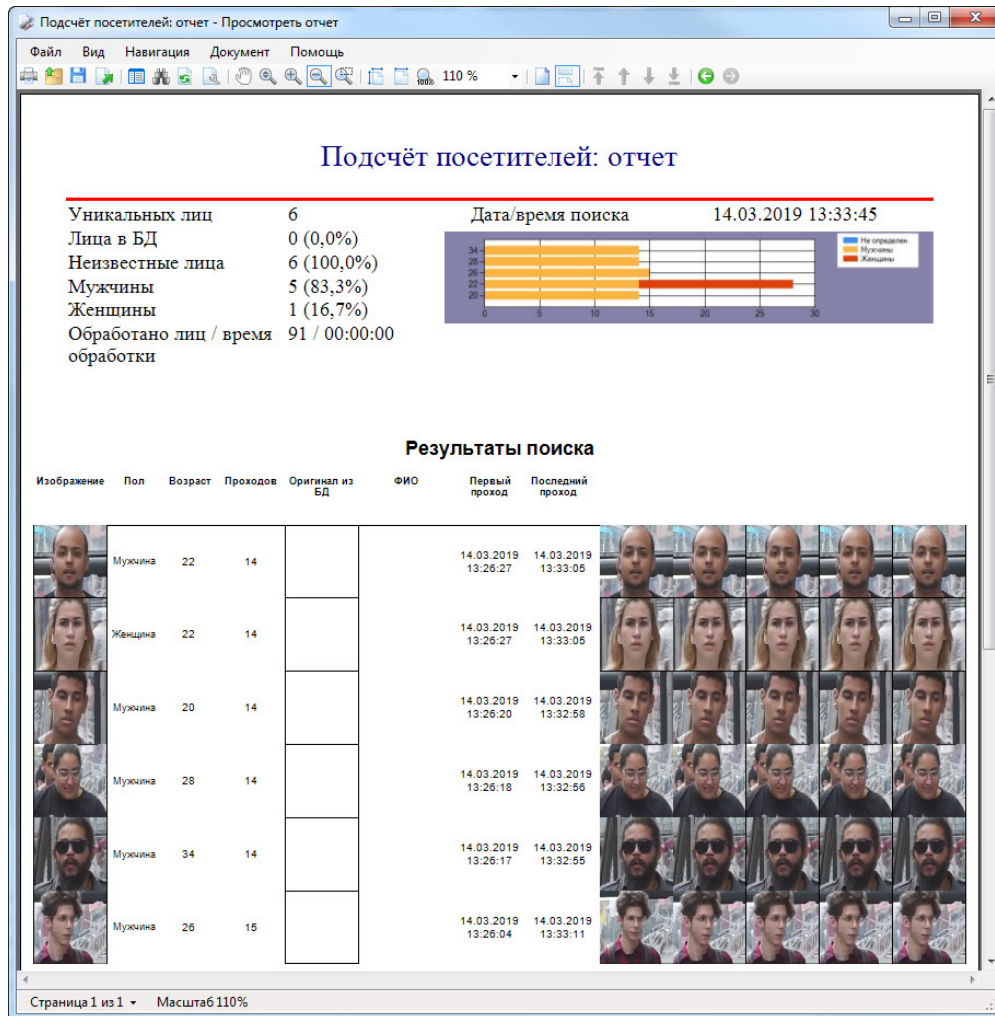 Подсчёт посетителей: отчет - Просмотреть отчет
Файл Вид Навигация Документ Помощь
100% 110 %
Подсчёт посетителей: отчет
Уникальных лиц 6 Дата/время поиска 14.03.2019 13:33:45
Лица в БД 0 (0,0%)
Неизвестные лица 6 (100,0%)
Мужчины 5 (83,3%)
Женщины 1 (16,7%)
Обработано лиц / время 91 / 00:00:00
обработки
Не определен
Мужчины
Женщины
34
28
26
22
20
0 5 10 15 20 25 30
Результаты поиска
Изображение Пол Возраст Проходов Оригинал из ФИО Первый Последний
БД проход проход
14.03.2019 14.03.2019
Мужчина 22 14
13:26:27 13:33:05
14.03.2019 14.03.2019
Женщина 22 14
13:26:27 13:33:05
14.03.2019 14.03.2019
Мужчина 20 14
13:26:20 13:32:58
14.03.2019 14.03.2019
Мужчина 28 14
13:26:18 13:32:56
14.03.2019 14.03.2019
Мужчина 34 14
13:26:17 13:32:55
14.03.2019 14.03.2019
Мужчина 26 15
13:26:04 13:33:11
Страница 1 из 1 Масштаб 110%